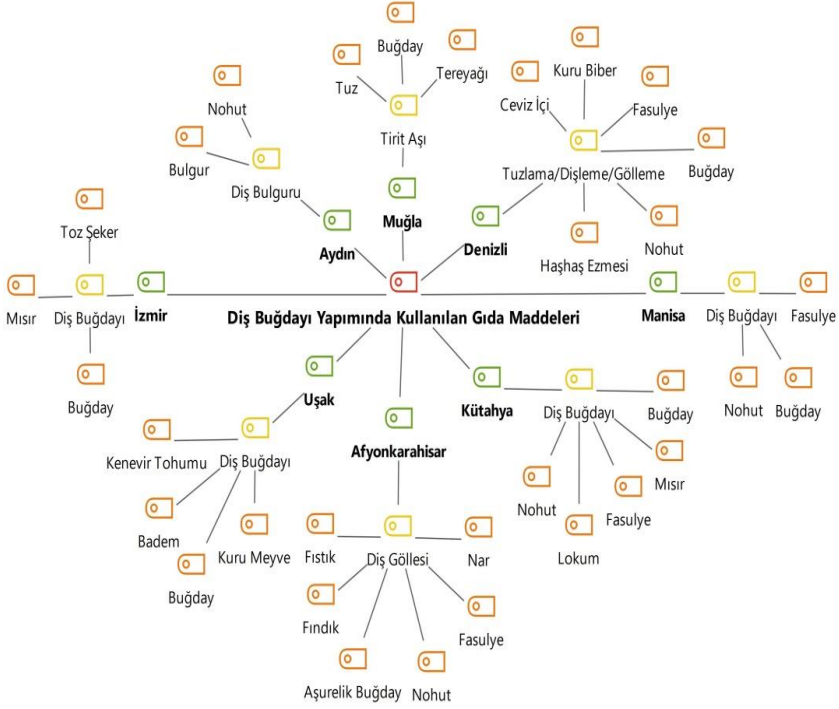 Buğday
Tuz
Tereyağı
Tirit Aşı
Muğla
Nohut
Bulgur
Diş Bulguru
Aydın
Kuru Biber
Ceviz İçi
Fasulye
Buğday
Tuzlama/Dişleme/Gölleme
Haşhaş Ezmesi
Nohut
Denizli
Toz Şeker
Mısır
Diş Buğdayı
İzmir
Buğday
Diş Buğdayı Yapımında Kullanılan Gıda Maddeleri
Manisa
Diş Buğdayı
Fasulye
Nohut
Buğday
Uşak
Kenevir Tohumu
Diş Buğdayı
Badem
Buğday
Kuru Meyve
Afyonkarahisar
Fıstık
Diş Göllesi
Nar
Fındık
Fasulye
Aşurelik Buğday
Nohut
Kütahya
Diş Buğdayı
Buğday
Mısır
Nohut
Fasulye
Lokum